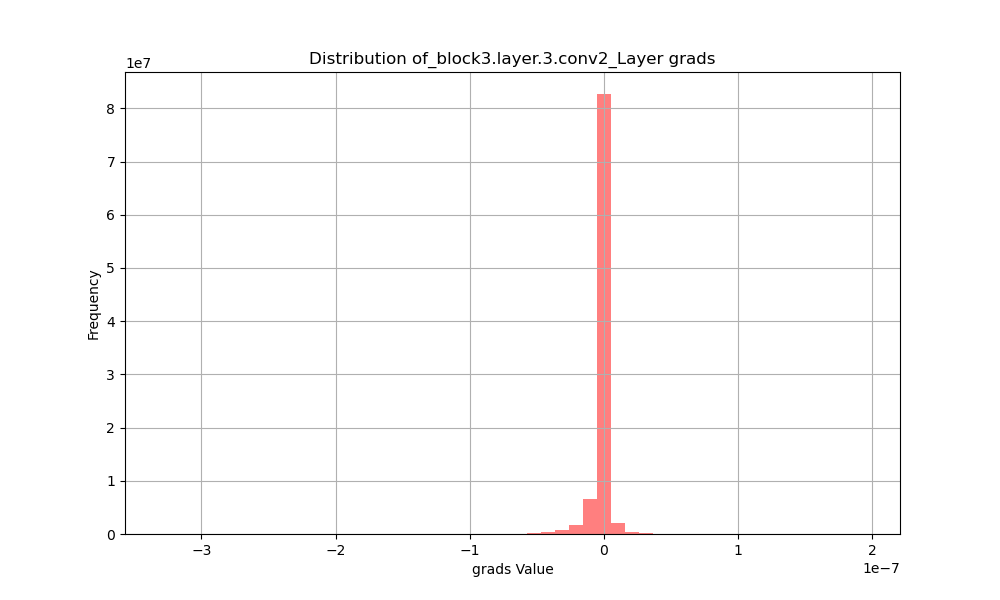 Distribution of_block3.layer.3.conv2_Layer grads
1e7
8
7
6
5
4
3
2
1
0
Frequency
−3 −2 −1 0 1 2
1e−7
grads Value